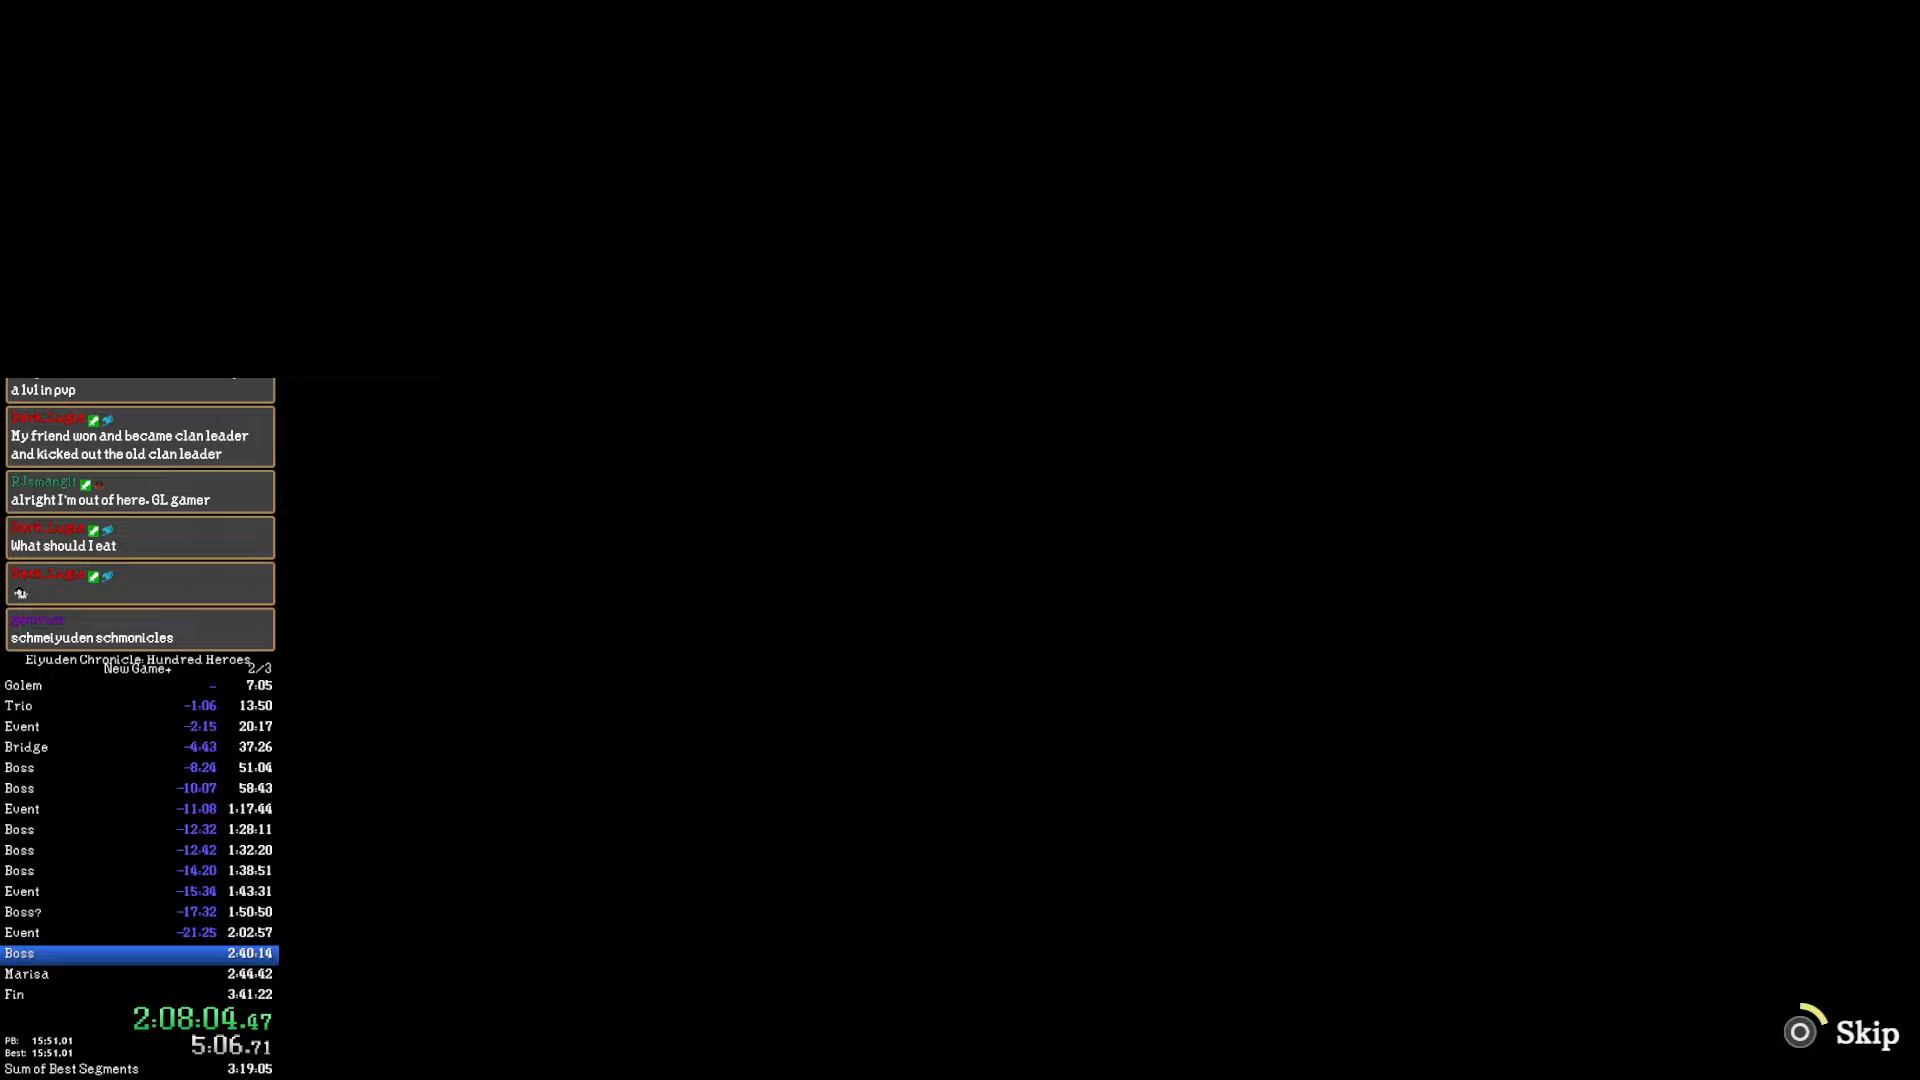 a 1v1 in pvp
Dark_Lugia
My friend won and became clan leader
and kicked out the old clan leader
RJsmangit
alright I'm out of here. GL gamer
Dark_Lugia
What should I eat
Dark_Lugia
schmeiyuden schmonicles
Eiyuden Chronicle: Hundred Heroes
New Game+ 2/3
Golem - 7:05
Trio -1:06 13:50
Event -2:15 20:17
Bridge -4:43 37:26
Boss -8:24 51:04
Boss -10:07 58:43
Event -11:08 1:17:44
Boss -12:32 1:28:11
Boss -12:42 1:32:20
Boss -14:20 1:38:51
Event -15:34 1:43:31
Boss? -17:32 1:50:50
Event -21:25 2:02:57
Boss 2:40:14
Marisa 2:44:42
Fin 3:41:22
2:08:04.47
PB: 15:51.01
Best: 15:51.01
5:06.71
Sum of Best Segments 3:19:05
Skip